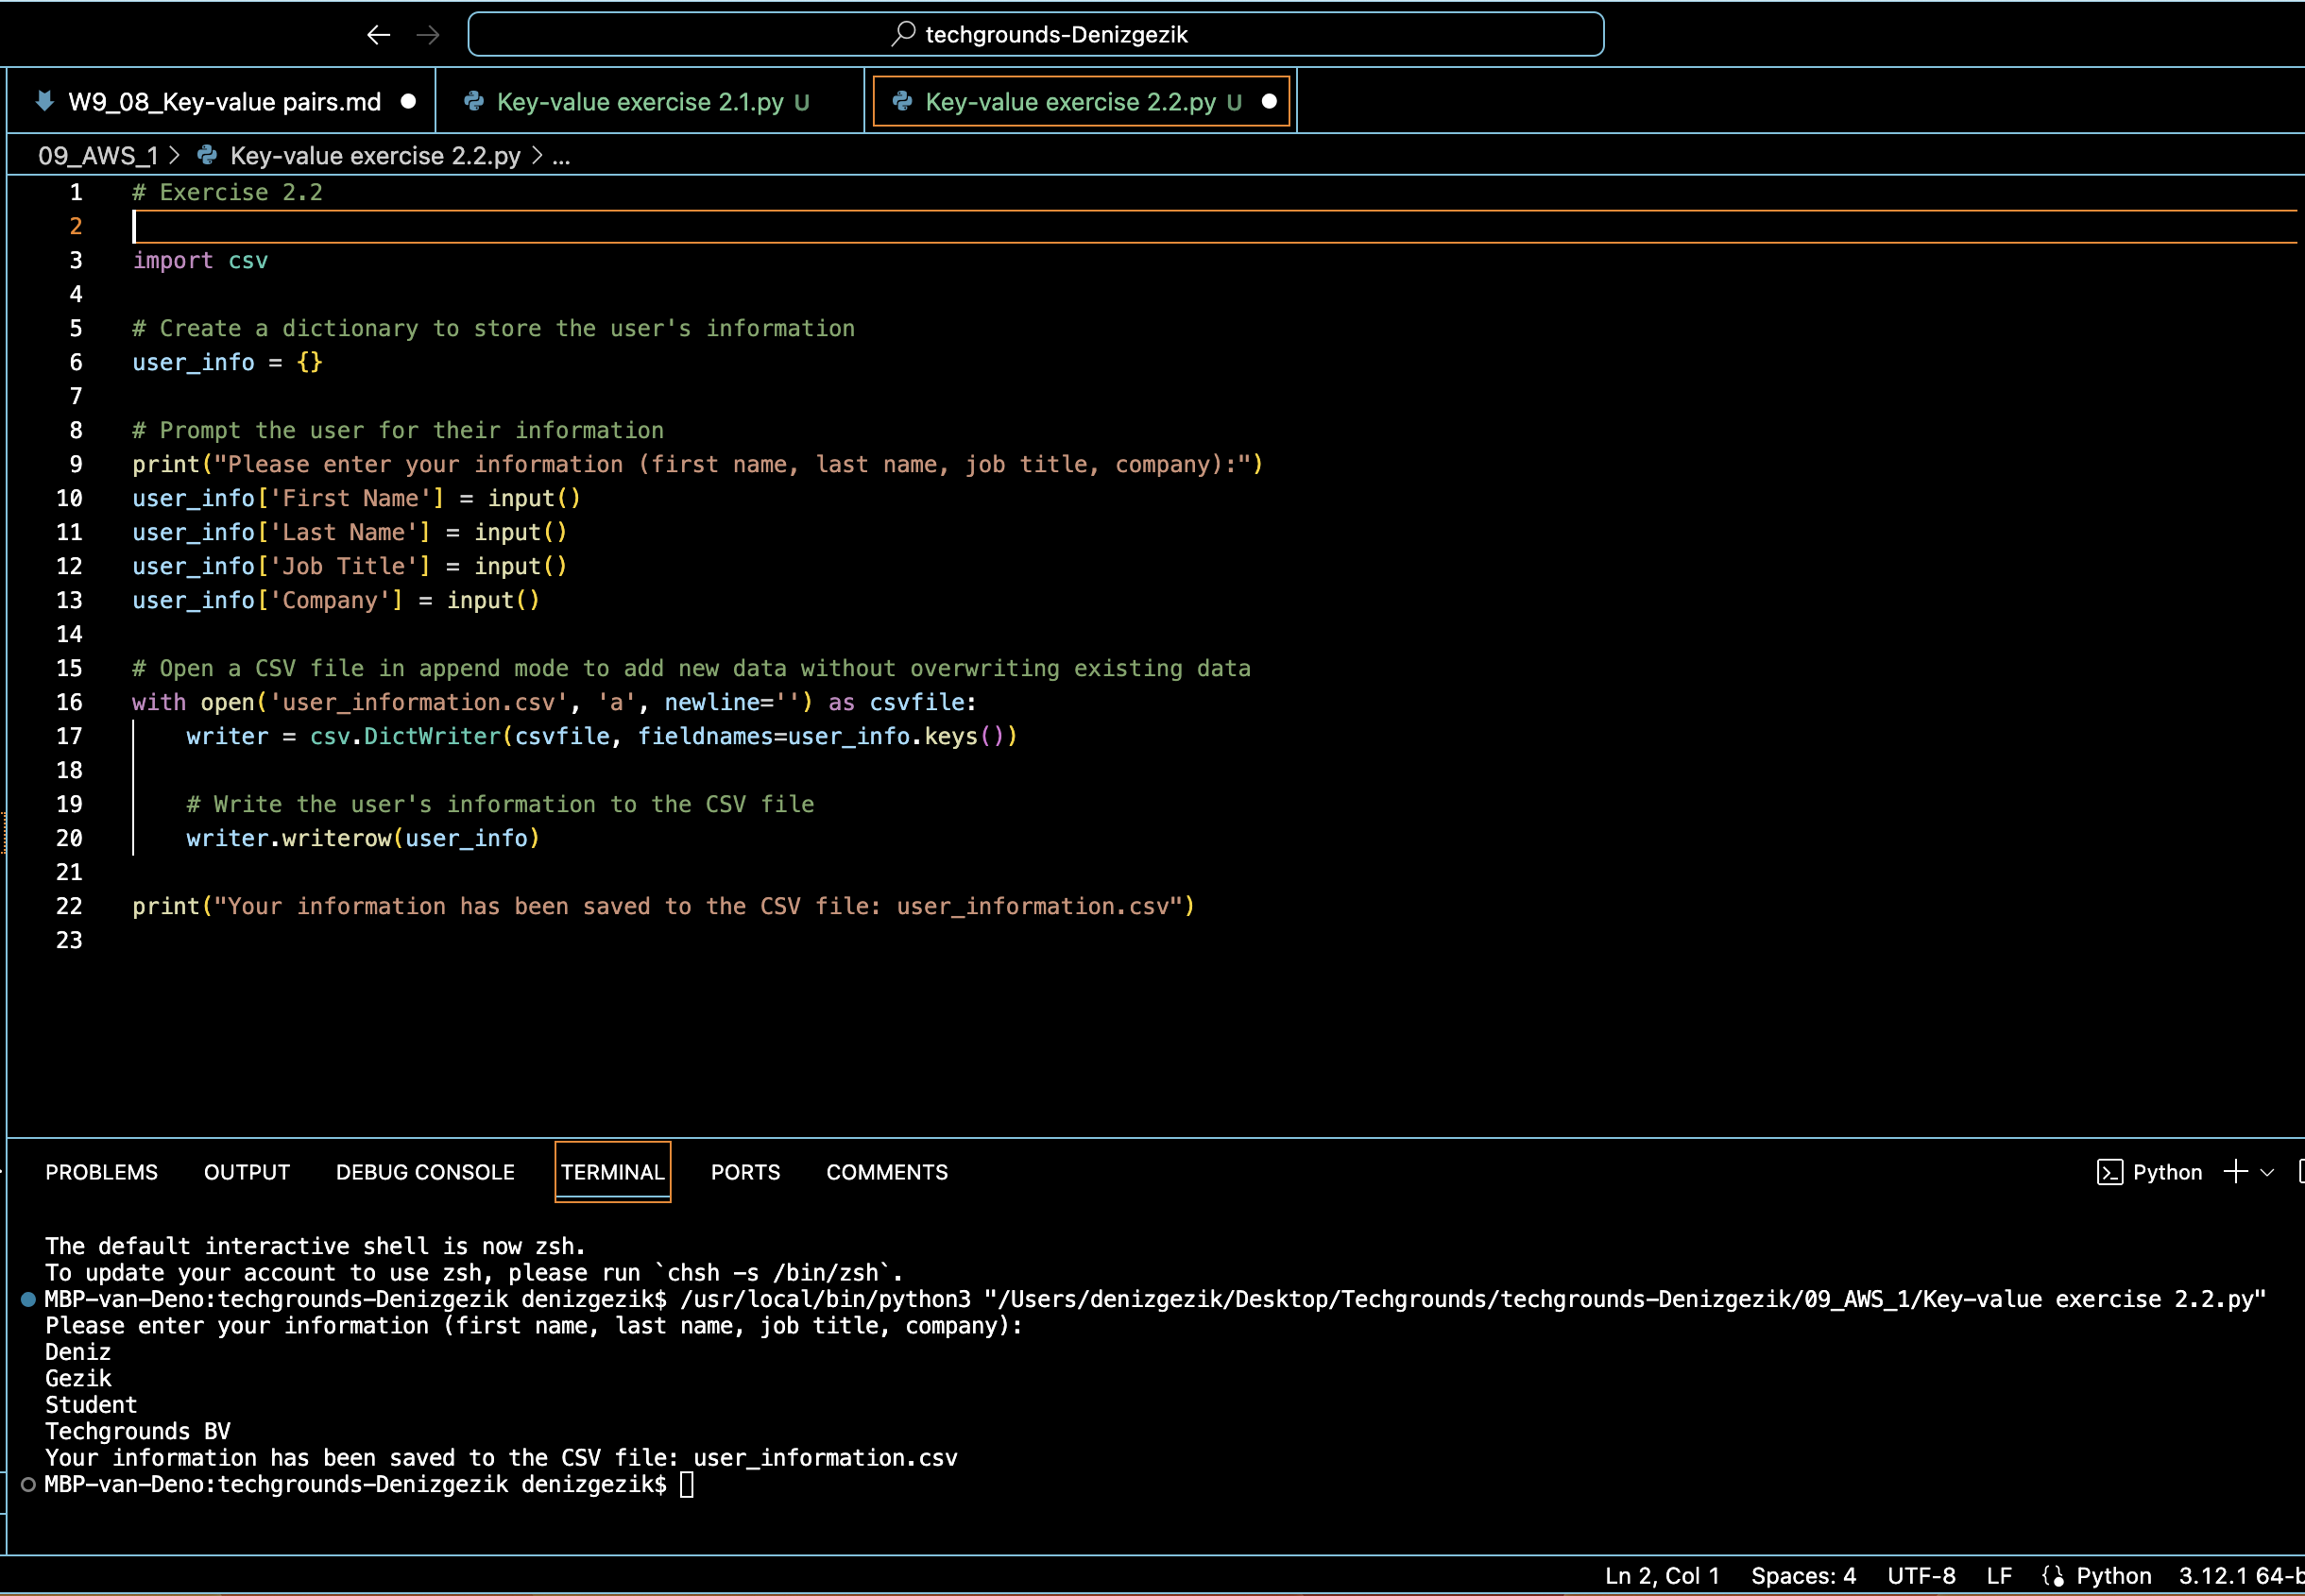 techgrounds-Denizgezik
W9_08_Key-value pairs.md
Key-value exercise 2.1.py U
Key-value exercise 2.2.py U
09_AWS_1 > Key-value exercise 2.2.py > ...
1 # Exercise 2.2
2
3 import csv
4
5 # Create a dictionary to store the user's information
6 user_info = {}
7
8 # Prompt the user for their information
9 print("Please enter your information (first name, last name, job title, company):")
10 user_info['First Name'] = input()
11 user_info['Last Name'] = input()
12 user_info['Job Title'] = input()
13 user_info['Company'] = input()
14
15 # Open a CSV file in append mode to add new data without overwriting existing data
16 with open('user_information.csv', 'a', newline='') as csvfile:
17     writer = csv.DictWriter(csvfile, fieldnames=user_info.keys())
18
19     # Write the user's information to the CSV file
20     writer.writerow(user_info)
21
22 print("Your information has been saved to the CSV file: user_information.csv")
23
PROBLEMS OUTPUT DEBUG CONSOLE TERMINAL PORTS COMMENTS Python
The default interactive shell is now zsh.
To update your account to use zsh, please run `chsh -s /bin/zsh`.
MBP-van-Deno:techgrounds-Denizgezik denizgezik$ /usr/local/bin/python3 "/Users/denizgezik/Desktop/Techgrounds/techgrounds-Denizgezik/09_AWS_1/Key-value exercise 2.2.py"
Please enter your information (first name, last name, job title, company):
Deniz
Gezik
Student
Techgrounds BV
Your information has been saved to the CSV file: user_information.csv
MBP-van-Deno:techgrounds-Denizgezik denizgezik$
Ln 2, Col 1 Spaces: 4 UTF-8 LF Python 3.12.1 64-b